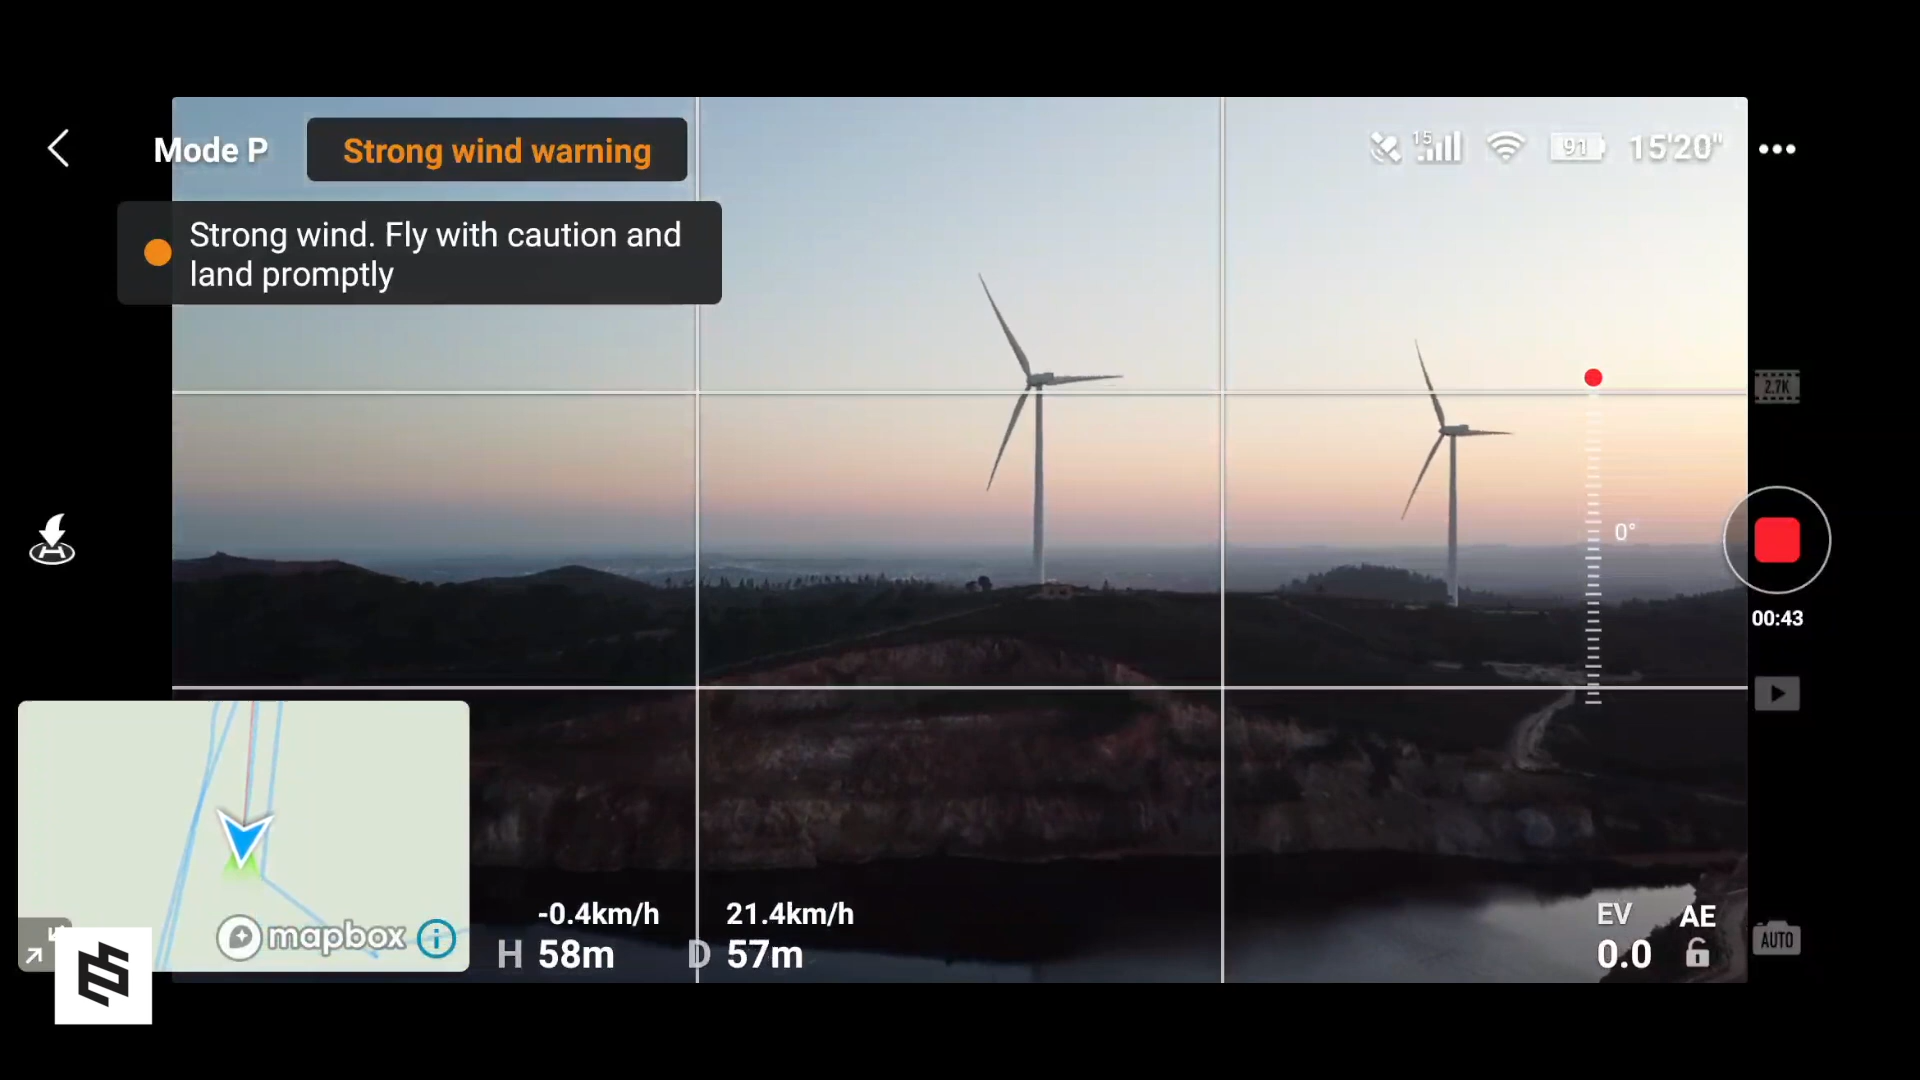 Mode P
Strong wind warning
15
91
15'20"
Strong wind. Fly with caution and
land promptly
2.7K
0°
00:43
mapbox
-0.4km/h
21.4km/h
H 58m
D 57m
EV
0.0
AE
AUTO